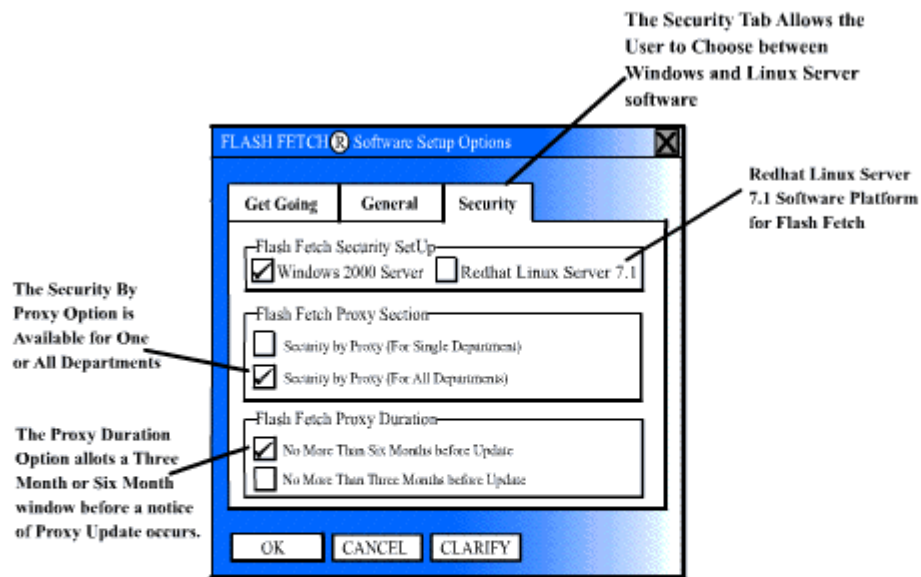 The Security Tab Allows the
User to Choose between
Windows and Linux Server
software
FLASH FETCH® Software Setup Options
Get Going
General
Security
Redhat Linux Server
7.1 Software Platform
for Flash Fetch
Flash Fetch Security SetUp
Windows 2000 Server
Redhat Linux Server 7.1
The Security By
Proxy Option is
Available for One
or All Departments
Flash Fetch Proxy Section
Security by Proxy (For Single Department)
Security by Proxy (For All Departments)
The Proxy Duration
Option allots a Three
Month or Six Month
window before a notice
of Proxy Update occurs.
Flash Fetch Proxy Duration
No More Than Six Months before Update
No More Than Three Months before Update
OK
CANCEL
CLARIFY